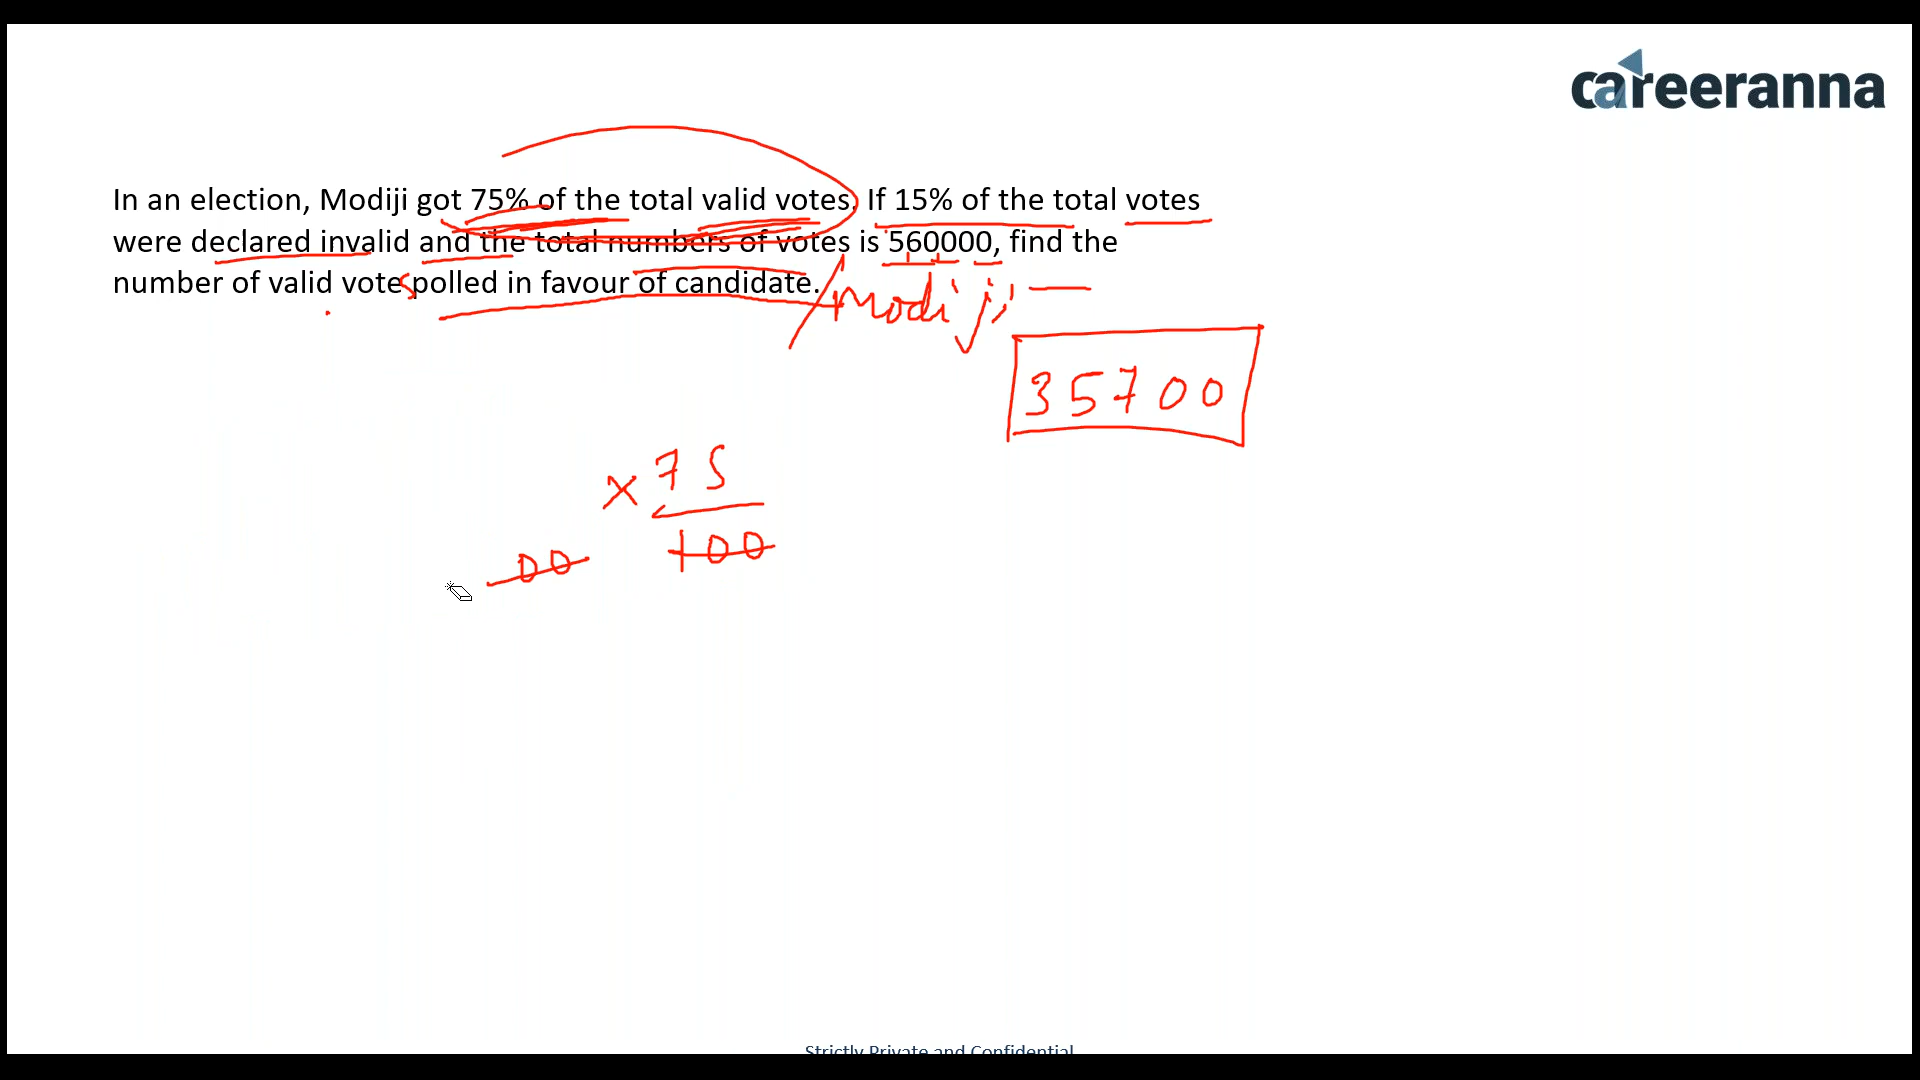 careeranna
In an election, Modiji got 75% of the total valid votes. If 15% of the total votes
were declared invalid and the total numbers of votes is 560000, find the
number of valid votes polled in favour of candidate.
Modiji
35700
x 75
100
00
Strictly Private and Confidential